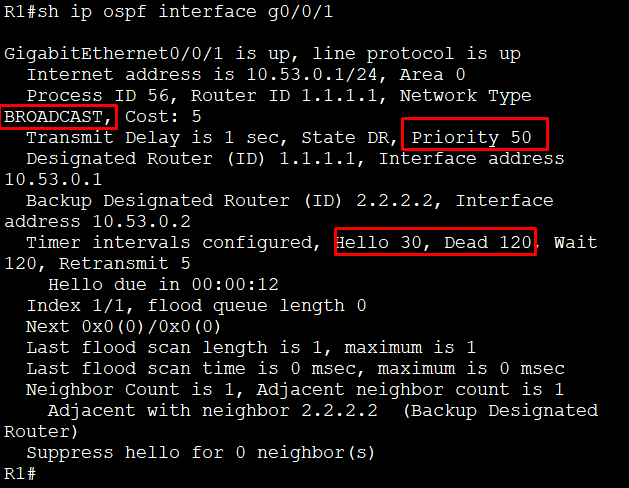 R1#sh ip ospf interface g0/0/1
GigabitEthernet0/0/1 is up, line protocol is up
Internet address is 10.53.0.1/24, Area 0
Process ID 56, Router ID 1.1.1.1, Network Type
BROADCAST, Cost: 5
Transmit Delay is 1 sec, State DR, Priority 50
Designated Router (ID) 1.1.1.1, Interface address
10.53.0.1
Backup Designated Router (ID) 2.2.2.2, Interface
address 10.53.0.2
Timer intervals configured, Hello 30, Dead 120, Wait
120, Retransmit 5
Hello due in 00:00:12
Index 1/1, flood queue length 0
Next 0x0(0)/0x0(0)
Last flood scan length is 1, maximum is 1
Last flood scan time is 0 msec, maximum is 0 msec
Neighbor Count is 1, Adjacent neighbor count is 1
Adjacent with neighbor 2.2.2.2  (Backup Designated
Router)
Suppress hello for 0 neighbor(s)
R1#